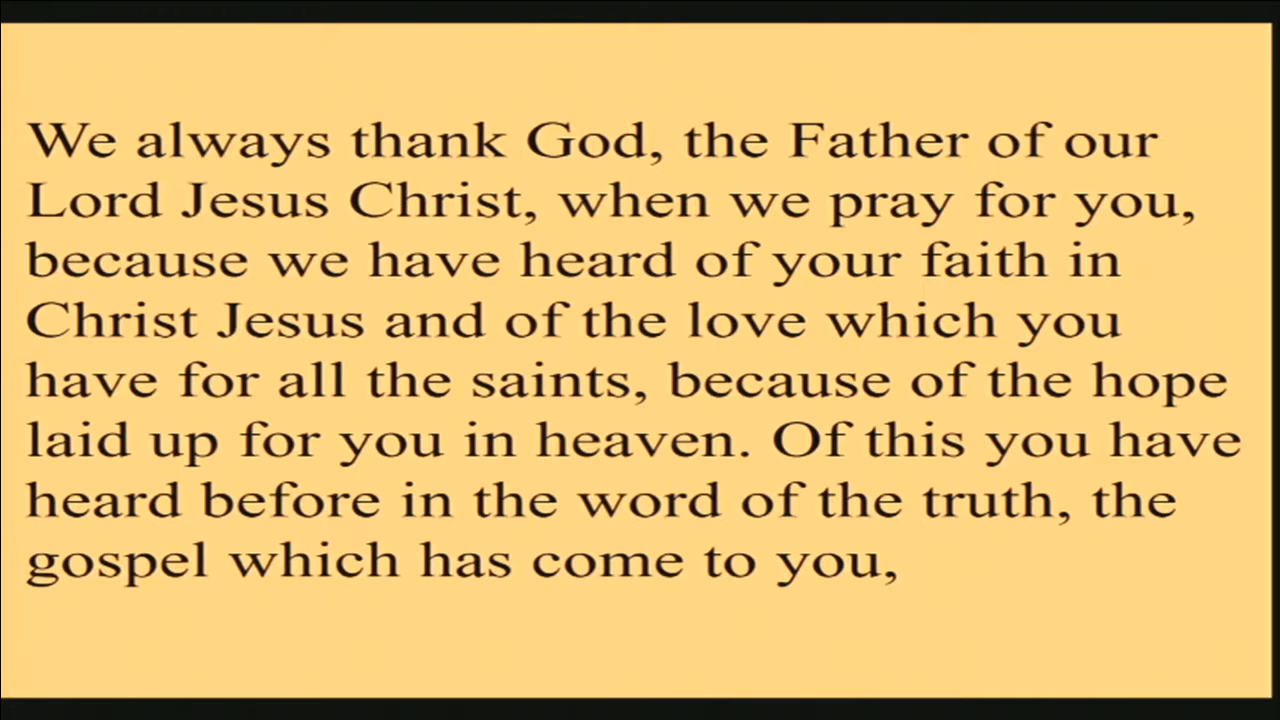 We always thank God, the Father of our
Lord Jesus Christ, when we pray for you,
because we have heard of your faith in
Christ Jesus and of the love which you
have for all the saints, because of the hope
laid up for you in heaven. Of this you have
heard before in the word of the truth, the
gospel which has come to you,